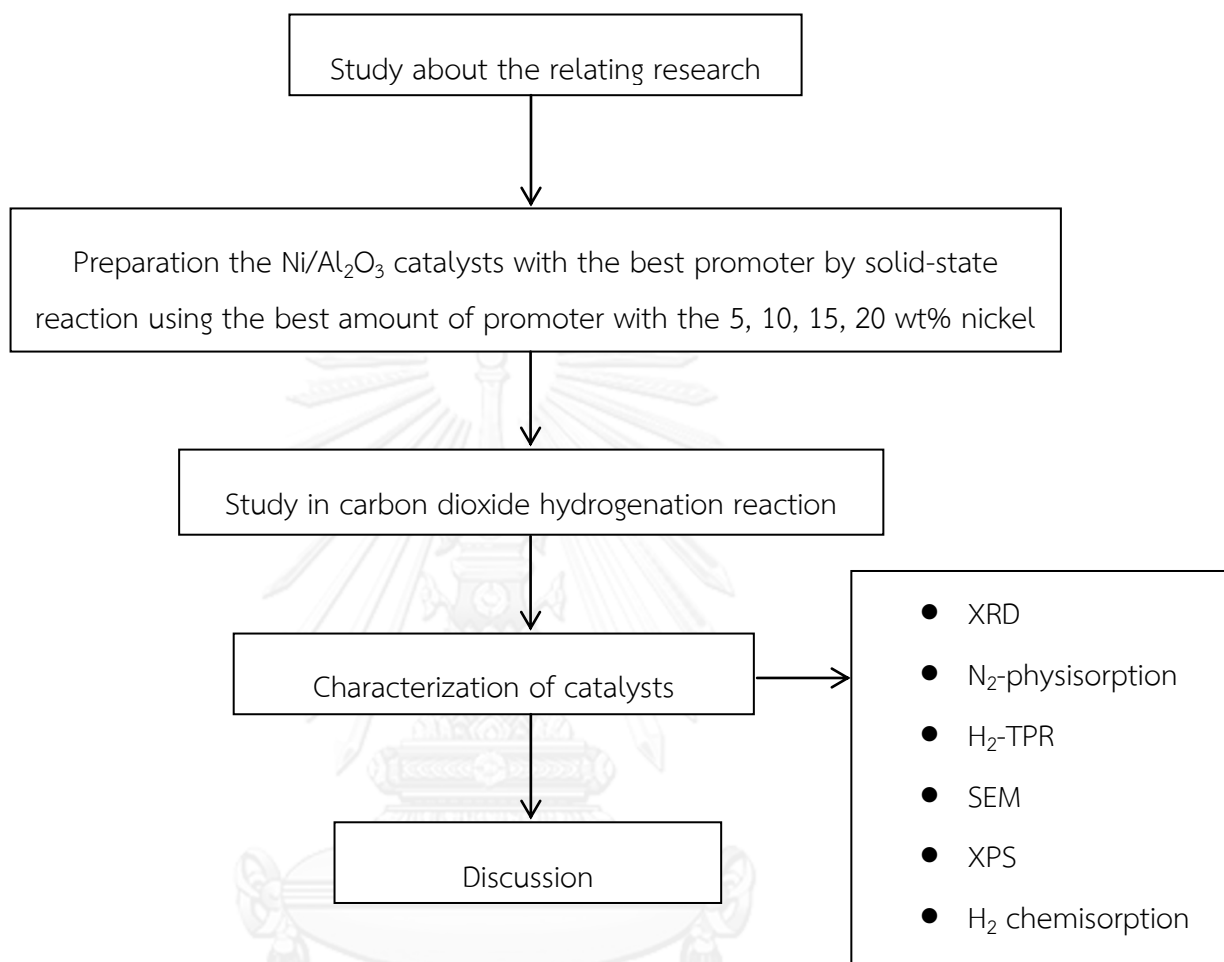 Study about the relating research
Preparation the Ni/Al₂O₃ catalysts with the best promoter by solid-state
reaction using the best amount of promoter with the 5, 10, 15, 20 wt% nickel
Study in carbon dioxide hydrogenation reaction
Characterization of catalysts
● XRD
● N₂-physisorption
● H₂-TPR
● SEM
● XPS
● H₂ chemisorption
Discussion